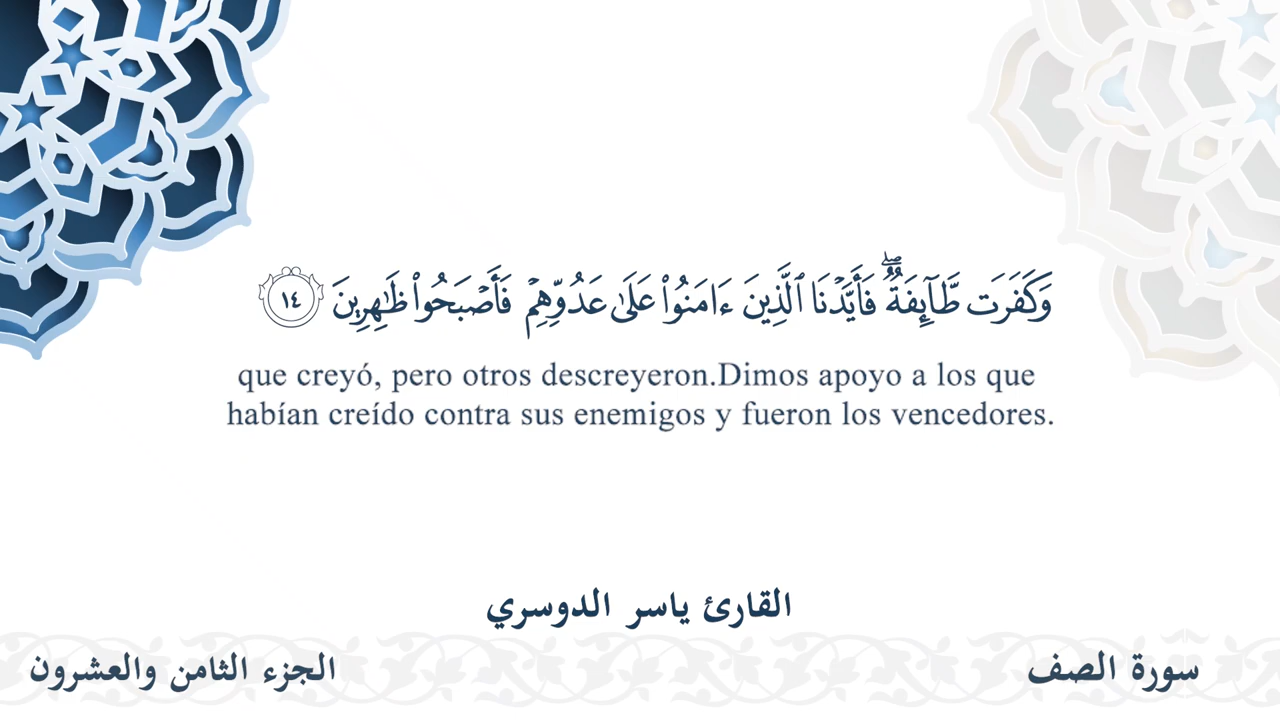 وَكَفَرَت طَّآئِفَةٌۖ فَأَيَّدۡنَا ٱلَّذِينَ ءَامَنُواْ عَلَىٰ عَدُوِّهِمۡ فَأَصۡبَحُواْ ظَٰهِرِينَ ١٤
que creyó, pero otros descreyeron.Dimos apoyo a los que
habían creído contra sus enemigos y fueron los vencedores.
القارئ ياسر الدوسري
سورة الصف
الجزء الثامن والعشرون